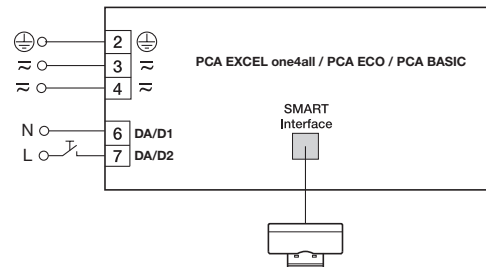 2
3
4
PCA EXCEL one4all / PCA ECO / PCA BASIC
SMART
Interface
N
6 DA/D1
L
7 DA/D2